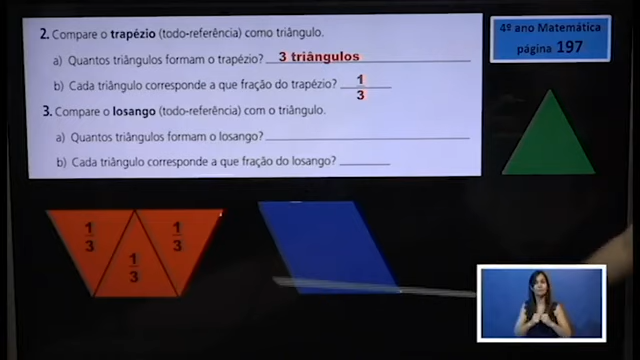 2. Compare o trapézio (todo-referência) como triângulo.
a) Quantos triângulos formam o trapézio? 3 triângulos
b) Cada triângulo corresponde a que fração do trapézio? 1/3
3. Compare o losango (todo-referência) com o triângulo.
a) Quantos triângulos formam o losango?
b) Cada triângulo corresponde a que fração do losango?
4º ano Matemática
página 197
1/3 1/3
1/3